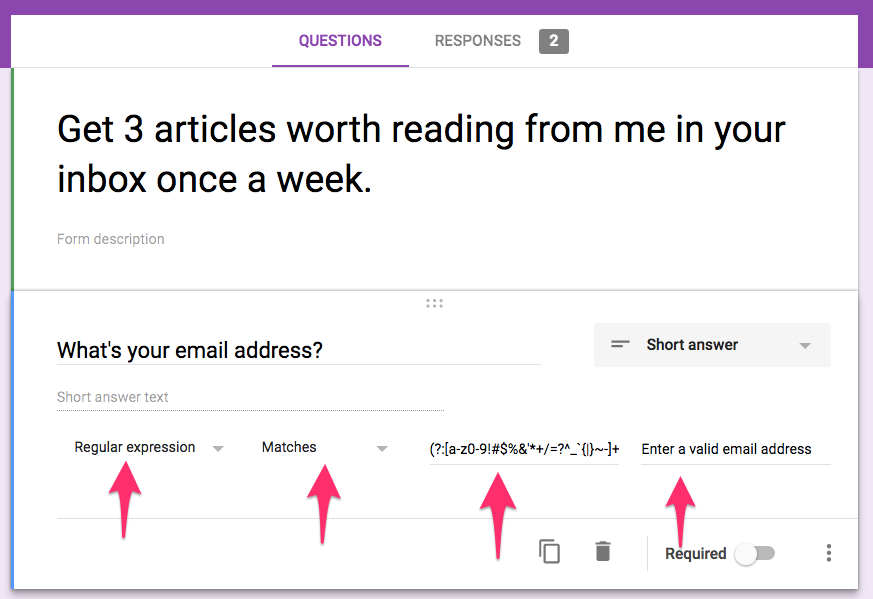 QUESTIONS RESPONSES 2
Get 3 articles worth reading from me in your
inbox once a week.
Form description
What's your email address?
Short answer
Short answer text
Regular expression Matches (?:[a-z0-9!#$%&'*+/=?^_`{|}~-]+ Enter a valid email address
Required